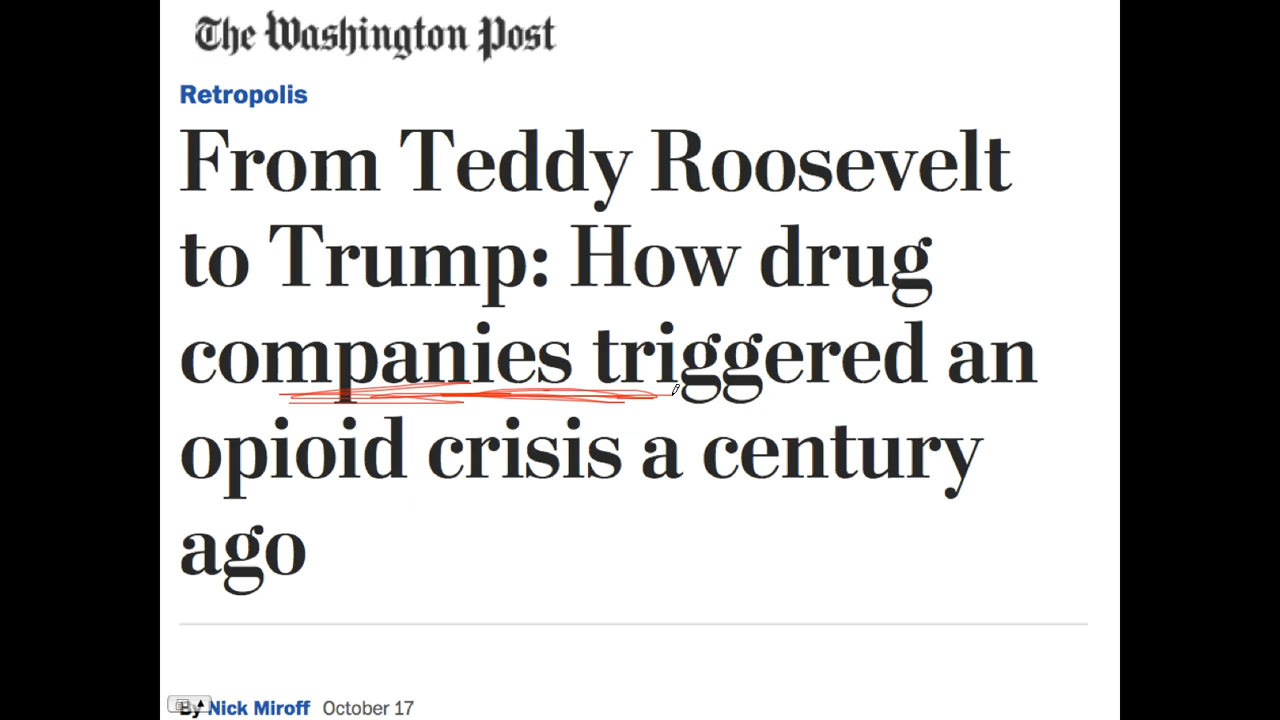 The Washington Post
Retropolis
From Teddy Roosevelt
to Trump: How drug
companies triggered an
opioid crisis a century
ago
By Nick Miroff October 17